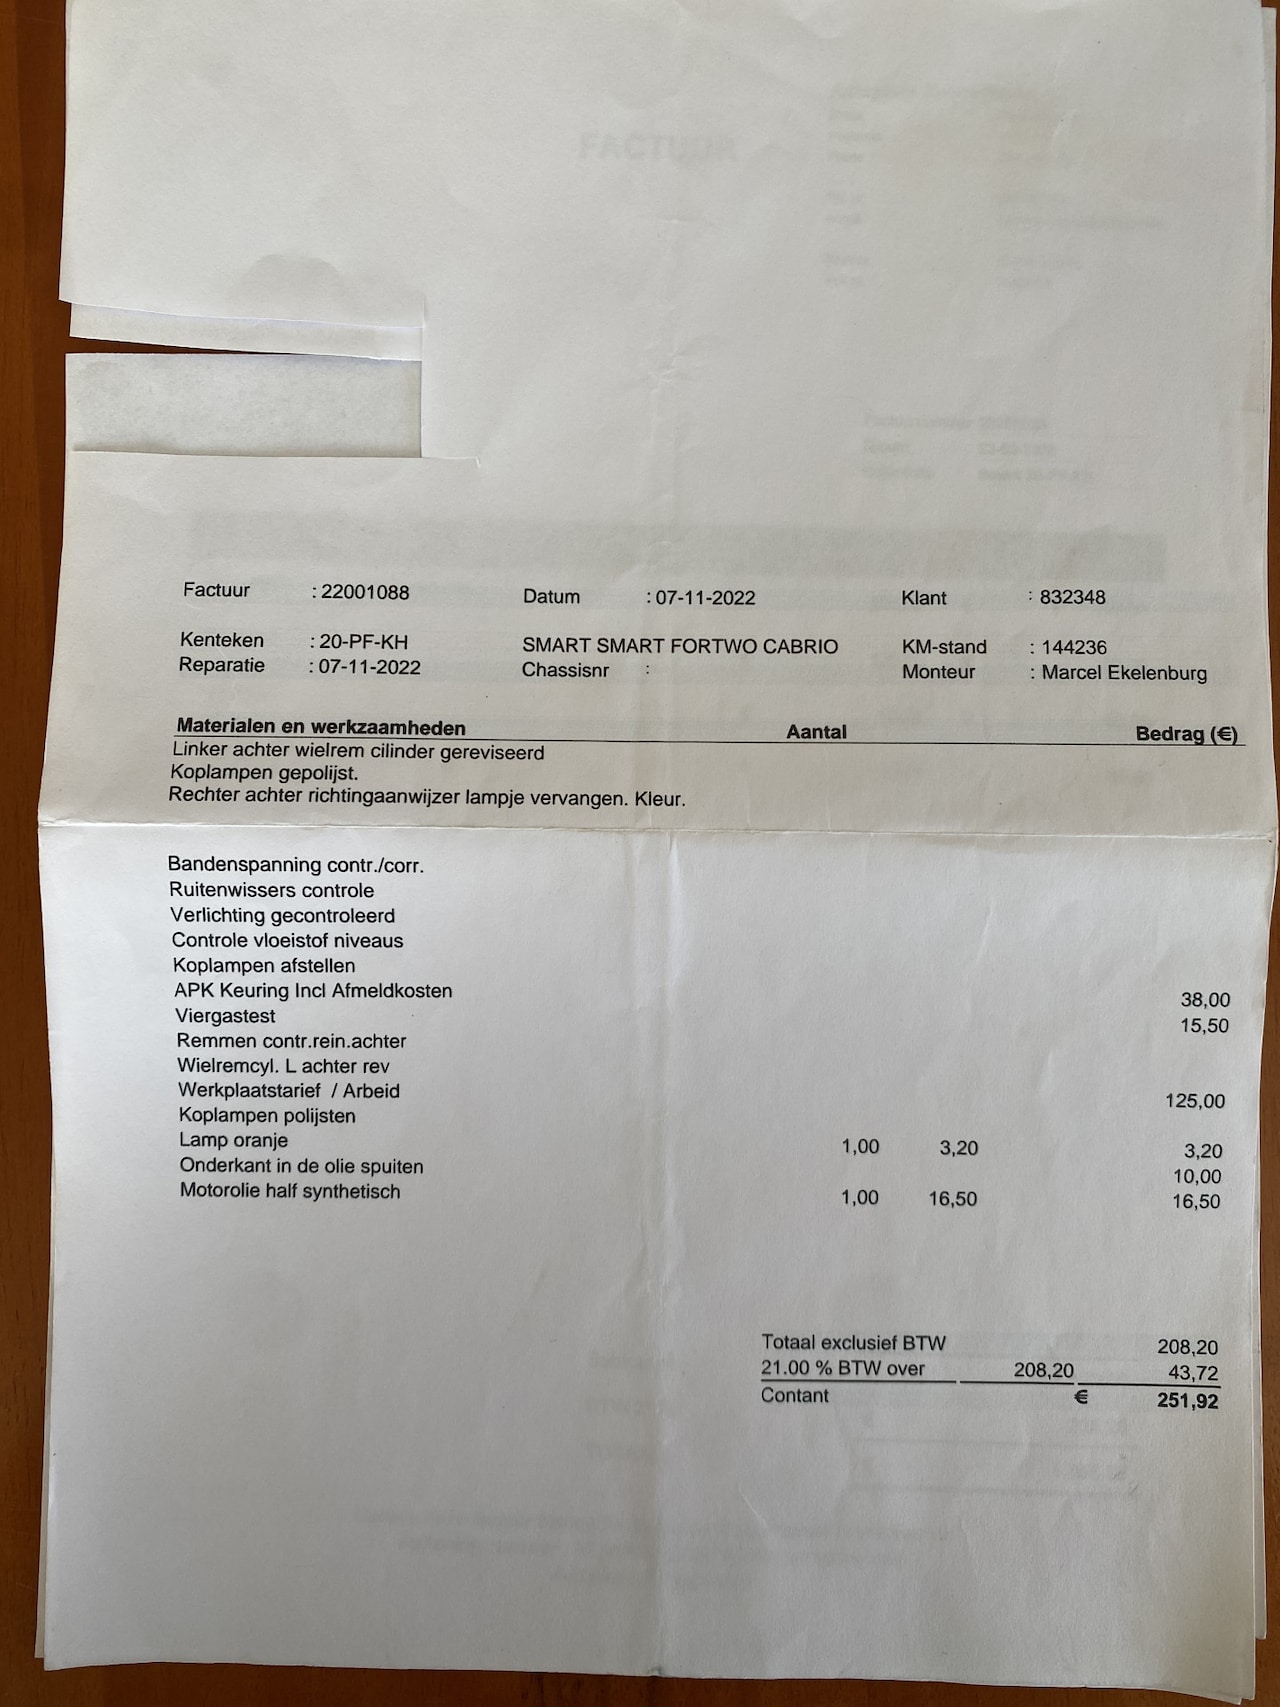 FACTUUR
Factuur : 22001088 Datum : 07-11-2022 Klant : 832348
Kenteken : 20-PF-KH SMART SMART FORTWO CABRIO KM-stand : 144236
Reparatie : 07-11-2022 Chassisnr : Monteur : Marcel Ekelenburg
Materialen en werkzaamheden Aantal Bedrag (€)
Linker achter wielrem cilinder gereviseerd
Koplampen gepolijst.
Rechter achter richtingaanwijzer lampje vervangen. Kleur.
Bandenspanning contr./corr.
Ruitenwissers controle
Verlichting gecontroleerd
Controle vloeistof niveaus
Koplampen afstellen
APK Keuring Incl Afmeldkosten 38,00
Viergastest 15,50
Remmen contr.rein.achter
Wielremcyl. L achter rev
Werkplaatstarief / Arbeid 125,00
Koplampen polijsten
Lamp oranje 1,00 3,20 3,20
Onderkant in de olie spuiten 10,00
Motorolie half synthetisch 1,00 16,50 16,50
Totaal exclusief BTW 208,20
21.00 % BTW over 208,20 43,72
Contant € 251,92